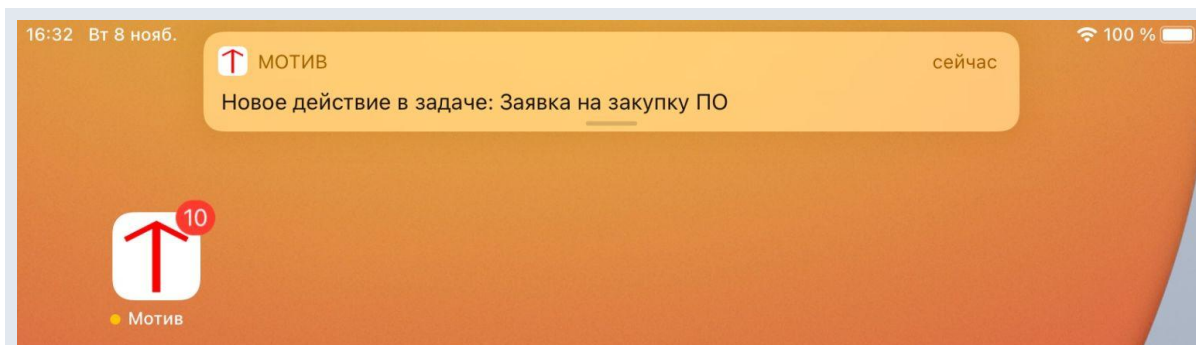 16:32 Вт 8 нояб.
100 %
МОТИВ
сейчас
Новое действие в задаче: Заявка на закупку ПО
10
Мотив